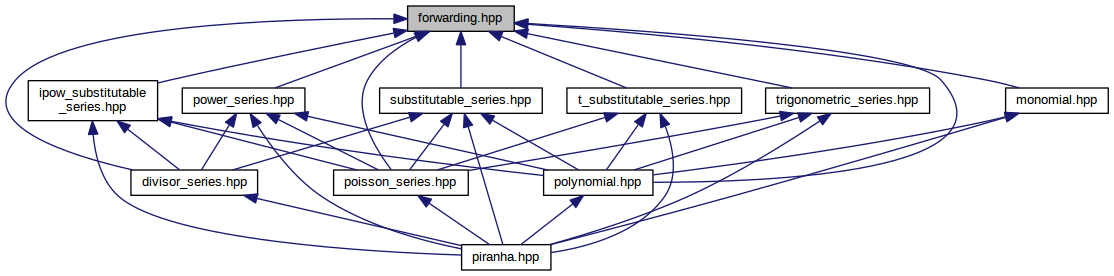 forwarding.hpp
ipow_substitutable
_series.hpp
power_series.hpp
substitutable_series.hpp
t_substitutable_series.hpp
trigonometric_series.hpp
monomial.hpp
divisor_series.hpp
poisson_series.hpp
polynomial.hpp
piranha.hpp